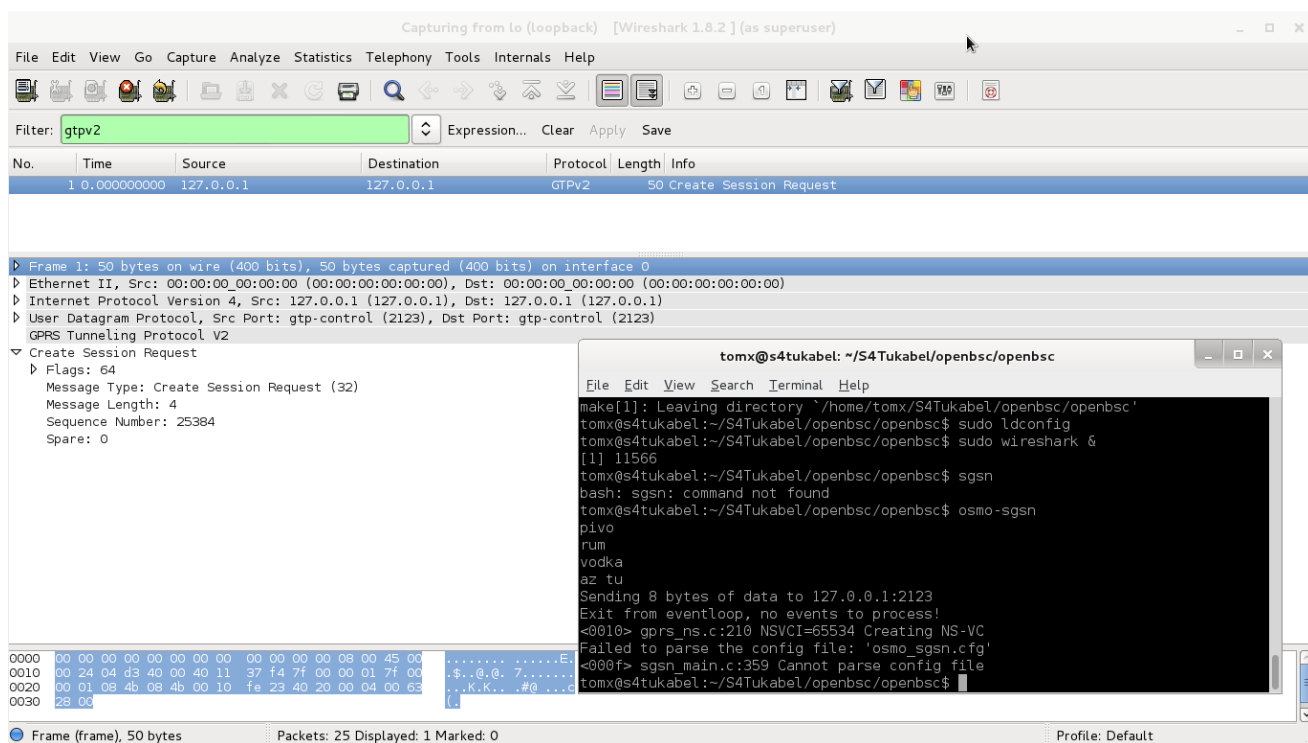 Capturing from lo (loopback) [Wireshark 1.8.2 ] (as superuser)
File Edit View Go Capture Analyze Statistics Telephony Tools Internals Help
Filter: gtpv2 Expression... Clear Apply Save
No. Time Source Destination Protocol Length Info
1 0.000000000 127.0.0.1 127.0.0.1 GTPv2 50 Create Session Request
Frame 1: 50 bytes on wire (400 bits), 50 bytes captured (400 bits) on interface 0
Ethernet II, Src: 00:00:00_00:00:00 (00:00:00:00:00:00), Dst: 00:00:00_00:00:00 (00:00:00:00:00:00)
Internet Protocol Version 4, Src: 127.0.0.1 (127.0.0.1), Dst: 127.0.0.1 (127.0.0.1)
User Datagram Protocol, Src Port: gtp-control (2123), Dst Port: gtp-control (2123)
GPRS Tunneling Protocol V2
Create Session Request
Flags: 64
Message Type: Create Session Request (32)
Message Length: 4
Sequence Number: 25384
Spare: 0
tomx@s4tukabel: ~/S4Tukabel/openbsc/openbsc
File Edit View Search Terminal Help
make[1]: Leaving directory `/home/tomx/S4Tukabel/openbsc/openbsc'
tomx@s4tukabel:~/S4Tukabel/openbsc/openbsc$ sudo ldconfig
tomx@s4tukabel:~/S4Tukabel/openbsc/openbsc$ sudo wireshark &
[1] 11566
tomx@s4tukabel:~/S4Tukabel/openbsc/openbsc$ sgsn
bash: sgsn: command not found
tomx@s4tukabel:~/S4Tukabel/openbsc/openbsc$ osmo-sgsn
pivo
rum
vodka
az tu
Sending 8 bytes of data to 127.0.0.1:2123
Exit from eventloop, no events to process!
<0010> gprs_ns.c:210 NSVCI=65534 Creating NS-VC
Failed to parse the config file: 'osmo_sgsn.cfg'
<000f> sgsn_main.c:359 Cannot parse config file
tomx@s4tukabel:~/S4Tukabel/openbsc/openbsc$
0000 00 00 00 00 00 00 00 00 00 00 00 00 08 00 45 00 ........ ......E.
0010 00 24 04 d3 40 00 40 11 37 f4 7f 00 00 01 7f 00 .$..@.@. 7.......
0020 00 01 08 4b 08 4b 00 10 fe 23 40 20 00 04 00 63 ...K.K.. .#@ ...c
0030 28 00 (.
Frame (frame), 50 bytes Packets: 25 Displayed: 1 Marked: 0 Profile: Default